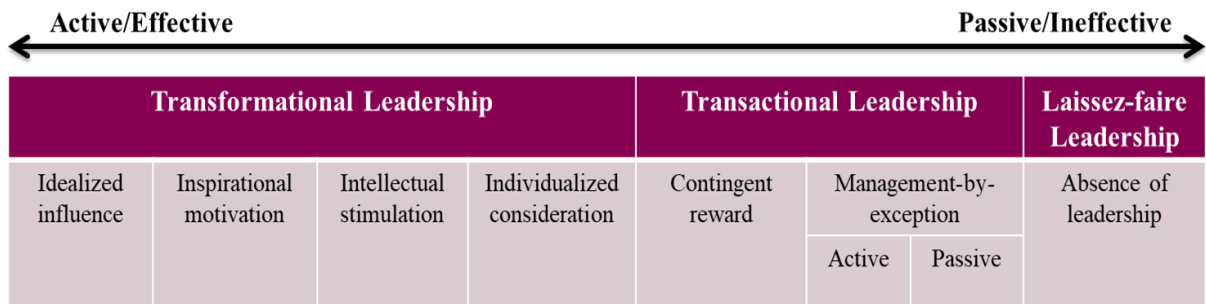 Active/Effective
Passive/Ineffective
Transformational Leadership
Transactional Leadership
Laissez-faire
Leadership
Idealized
influence
Inspirational
motivation
Intellectual
stimulation
Individualized
consideration
Contingent
reward
Management-by-
exception
Active
Passive
Absence of
leadership